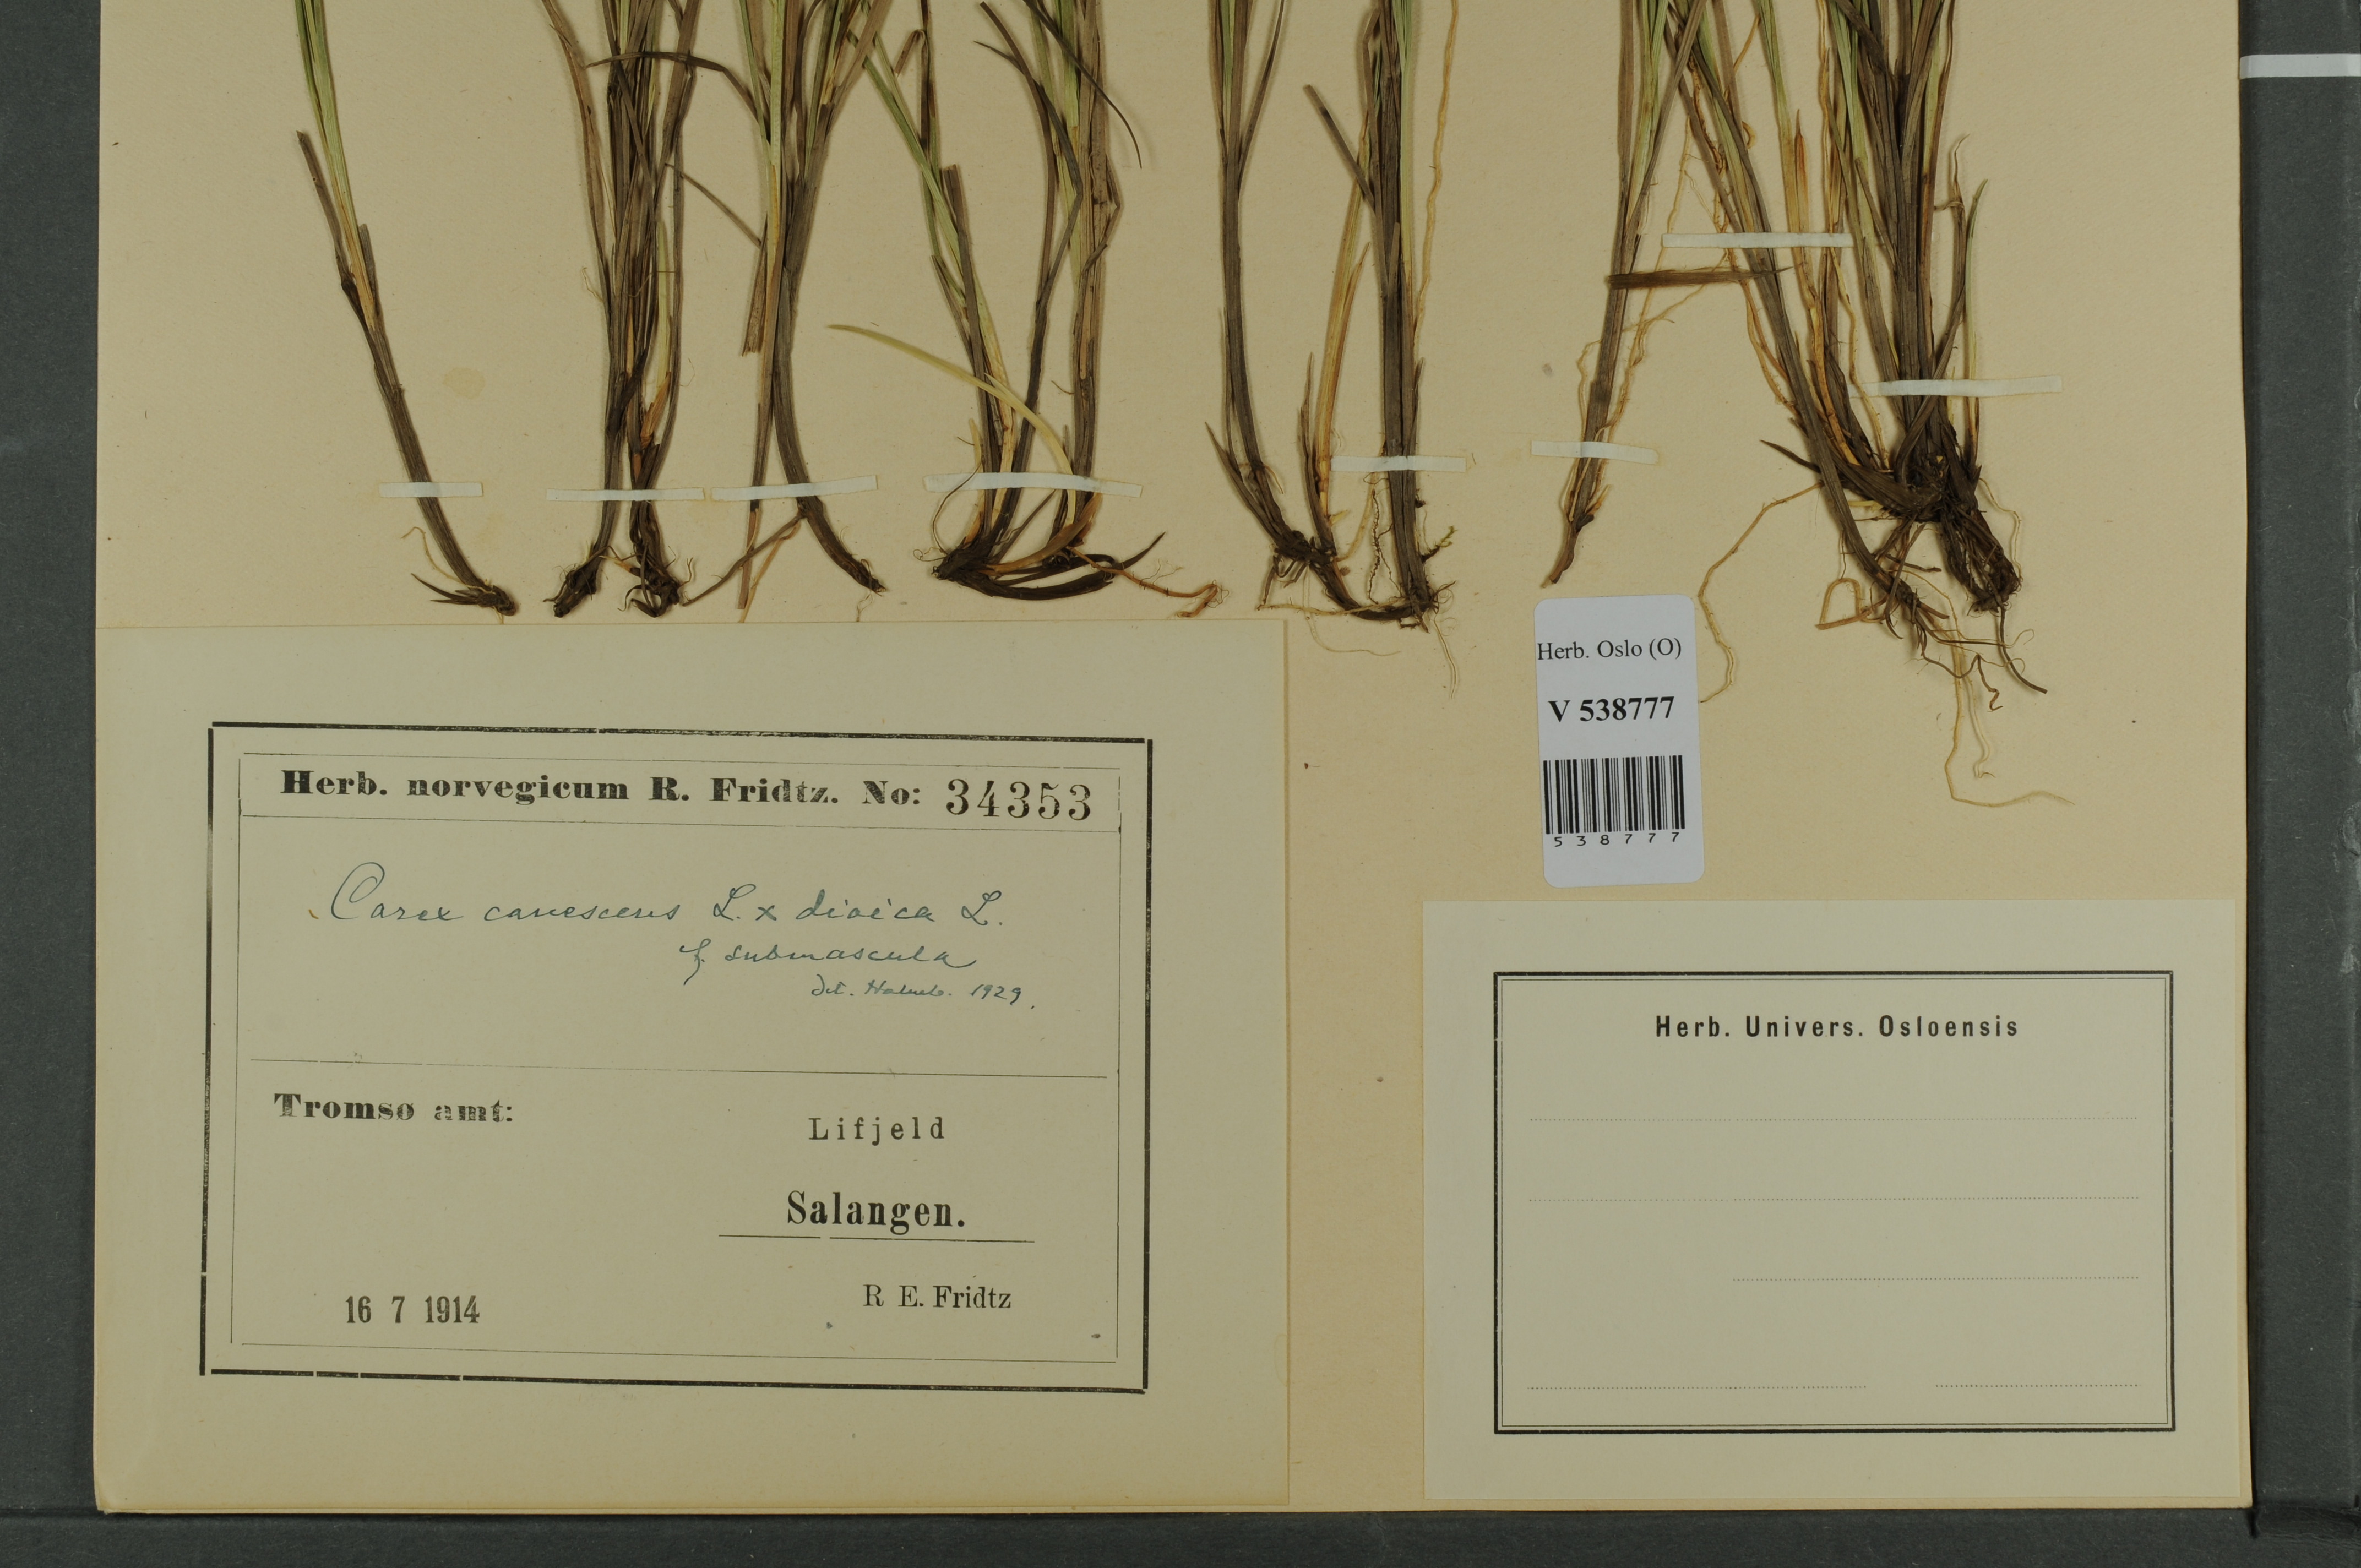 Herb. Oslo (O)
V 538777
538777
Herb. norvegicum R. Fridtz. No: 34353
Carex canescens L. x dioica L.
f. submascula
det. Holmb. 1929.
Tromsø amt:
Lifjeld
Salangen.
16 7 1914
R E. Fridtz
Herb. Univers. Osloensis